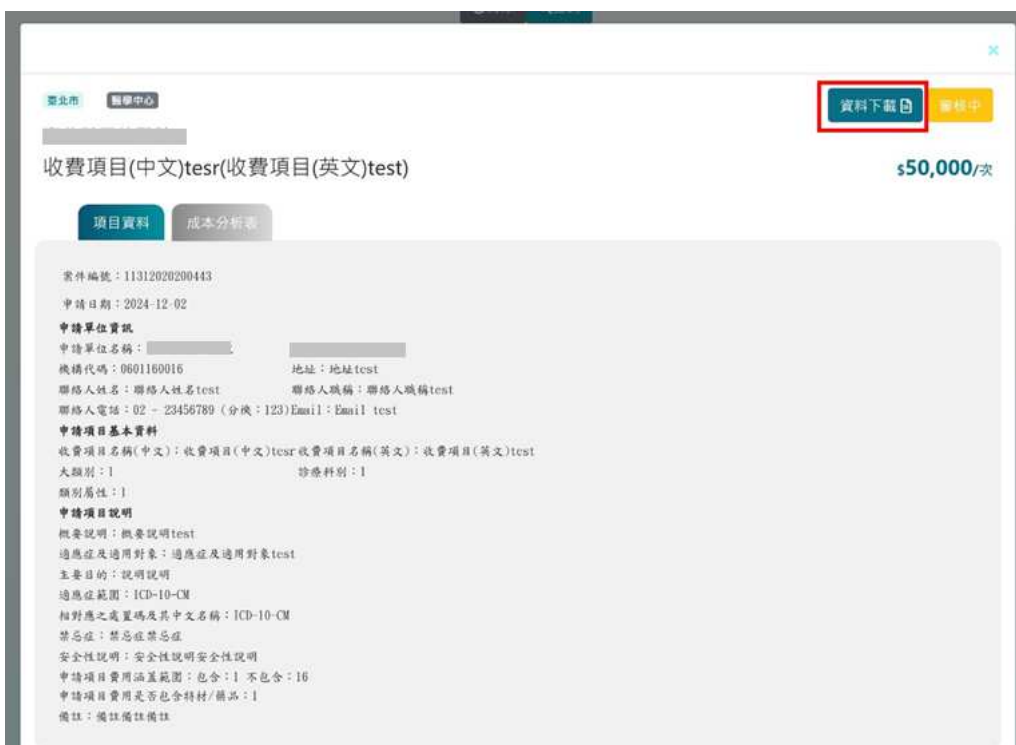 臺北市 醫學中心
資料下載 審核中
收費項目(中文)tesr(收費項目(英文)test)
$50,000/次
項目資料 成本分析表
案件編號：11312020200443
申請日期：2024-12-02
申請單位資訊
申請單位名稱：
機構代碼：0601160016 地址：地址test
聯絡人姓名：聯絡人姓名test 聯絡人職稱：聯絡人職稱test
聯絡人電話：02 - 23456789 (分機：123)Email：Email test
申請項目基本資料
收費項目名稱(中文)：收費項目(中文)tesr 收費項目名稱(英文)：收費項目(英文)test
大類別：1 診療科別：1
類別屬性：1
申請項目說明
概要說明：概要說明test
適應症及適用對象：適應症及適用對象test
主要目的：說明說明
適應症範圍：ICD-10-CM
相對應之處置碼及其中文名稱：ICD-10-CM
禁忌症：禁忌症禁忌症
安全性說明：安全性說明安全性說明
申請項目費用涵蓋範圍：包含：1 不包含：16
申請項目費用是否包含特材/藥品：1
備註：備註備註備註